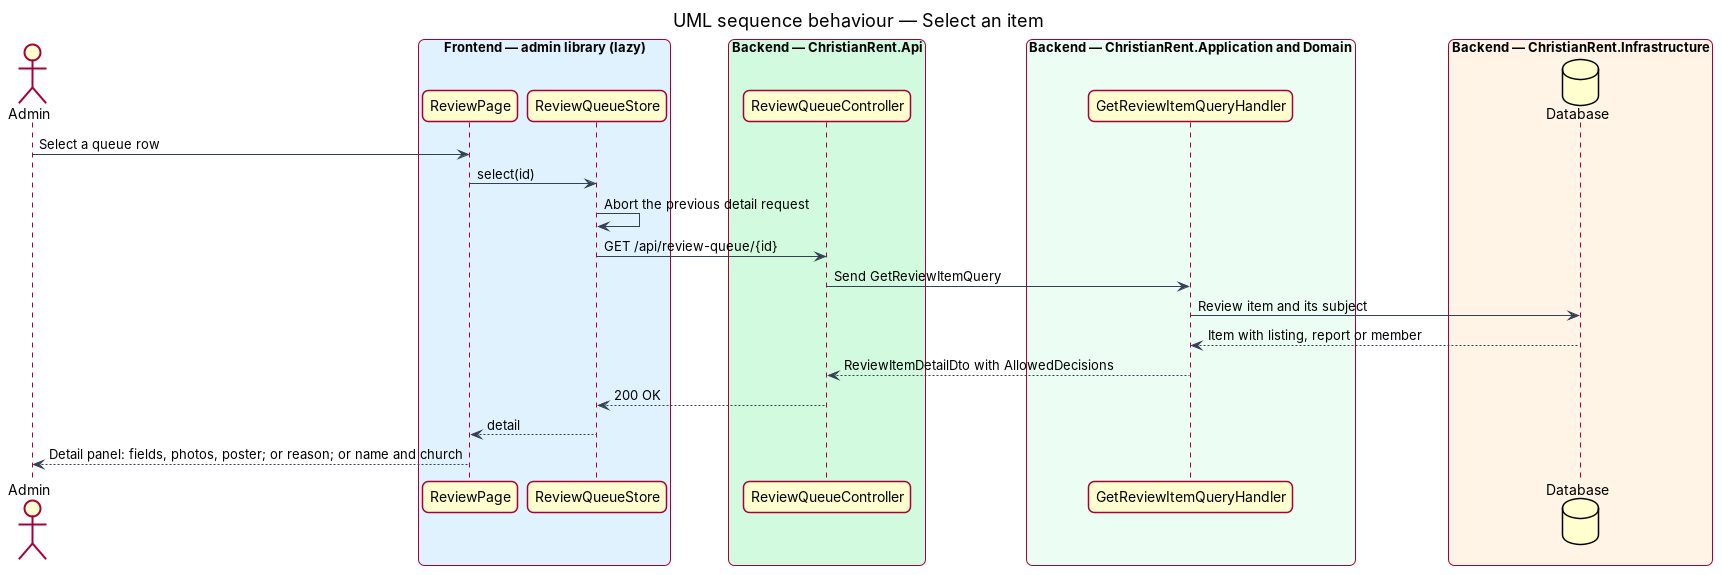 UML sequence behaviour — Select an item
Frontend — admin library (lazy)
Backend — ChristianRent.Api
Backend — ChristianRent.Application and Domain
Backend — ChristianRent.Infrastructure
Admin
ReviewPage
ReviewQueueStore
ReviewQueueController
GetReviewItemQueryHandler
Database
Select a queue row
select(id)
Abort the previous detail request
GET /api/review-queue/{id}
Send GetReviewItemQuery
Review item and its subject
Item with listing, report or member
ReviewItemDetailDto with AllowedDecisions
200 OK
detail
Detail panel: fields, photos, poster; or reason; or name and church
Admin
ReviewPage
ReviewQueueStore
ReviewQueueController
GetReviewItemQueryHandler
Database